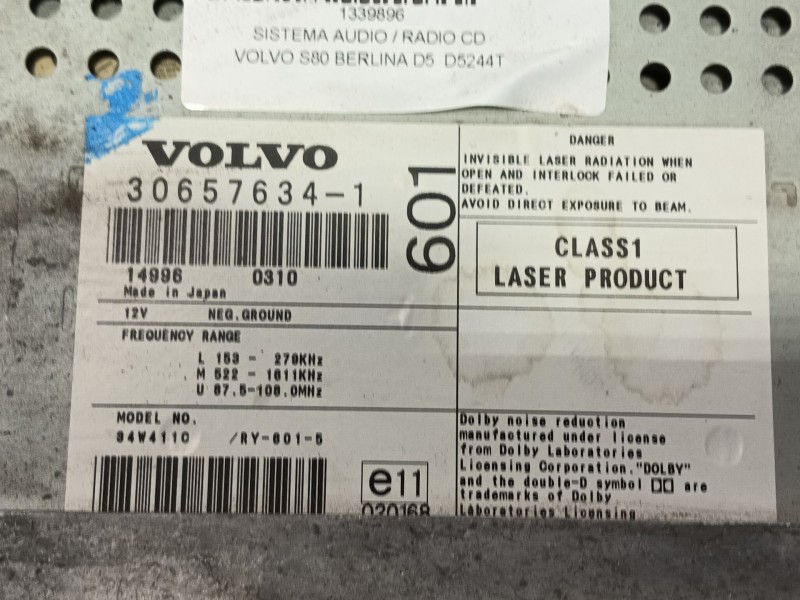 1339896
SISTEMA AUDIO / RADIO CD
VOLVO S80 BERLINA D5 D5244T
VOLVO
30657634-1
601
14996 0310
Made in Japan
12V NEG.GROUND
FREQUENCY RANGE
L 153 - 279KHz
M 522 - 1611KHz
U 87.5-108.0MHz
MODEL NO.
34W4110 /RY-601-5
e11
020168
DANGER
INVISIBLE LASER RADIATION WHEN
OPEN AND INTERLOCK FAILED OR
DEFEATED.
AVOID DIRECT EXPOSURE TO BEAM.
CLASS1
LASER PRODUCT
Dolby noise reduction
manufactured under license
from Dolby Laboratories
Licensing Corporation."DOLBY"
and the double-D symbol are
trademarks of Dolby
Laboratories Licensing